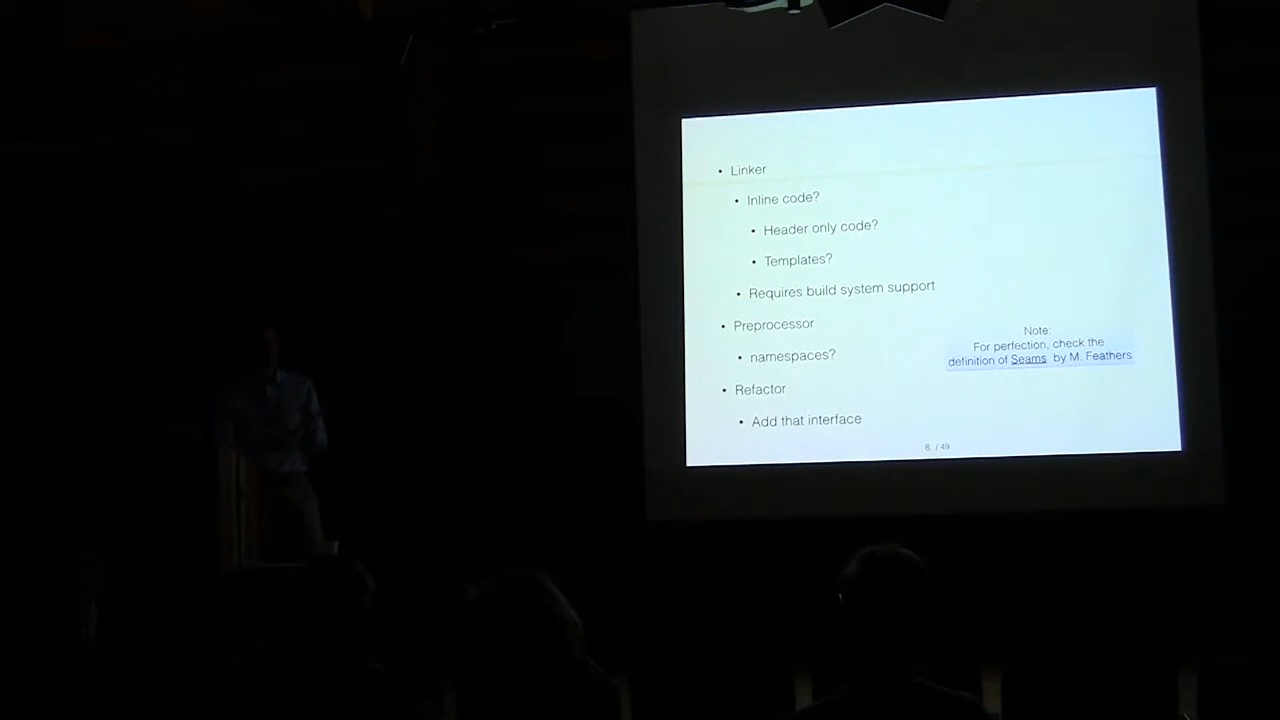 • Linker
• Inline code?
• Header only code?
• Templates?
• Requires build system support
• Preprocessor
• namespaces?
• Refactor
• Add that interface
Note:
For perfection, check the
definition of Seams by M. Feathers
8 / 49